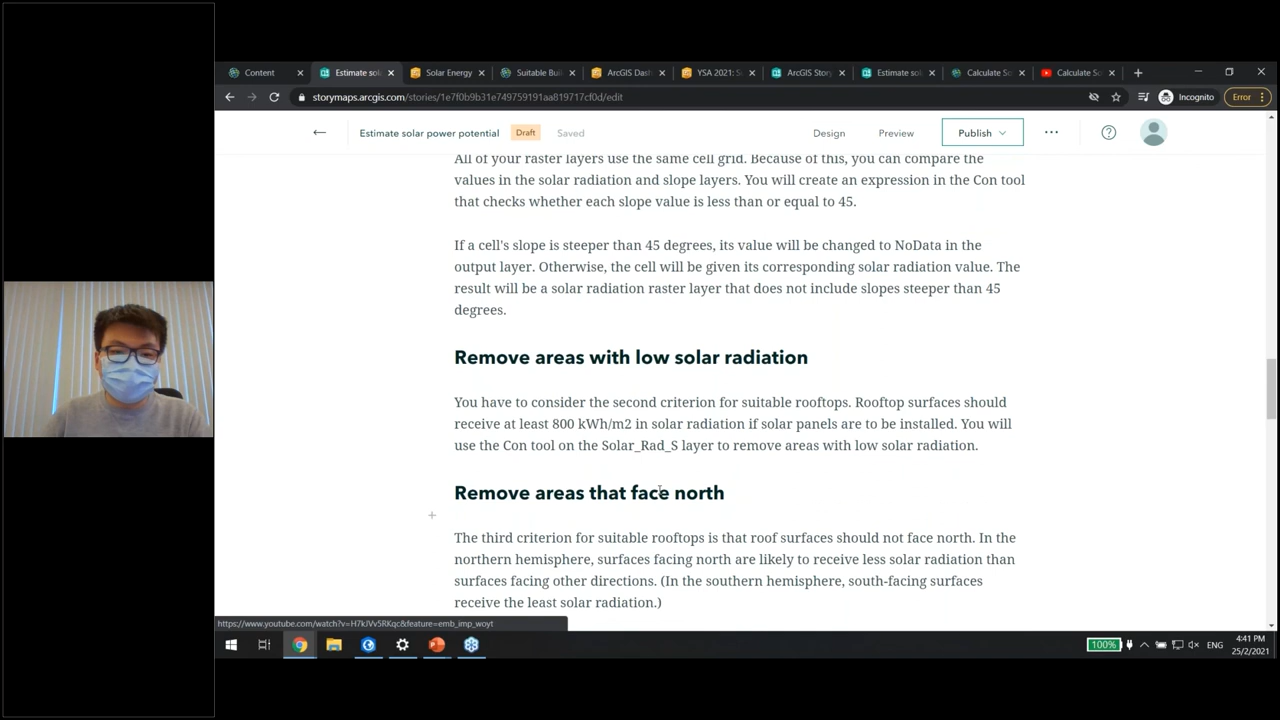 Content
Estimate sol
Solar Energy
Suitable Bui
ArcGIS Dash
YSA 2021: S
ArcGIS Story
Estimate so
Calculate So
Calculate So
storymaps.arcgis.com/stories/1e7f0b9b31e749759191aa819717cf0d/edit
Incognito
Error
Estimate solar power potential
Draft
Saved
Design
Preview
Publish
All of your raster layers use the same cell grid. Because of this, you can compare the
values in the solar radiation and slope layers. You will create an expression in the Con tool
that checks whether each slope value is less than or equal to 45.
If a cell's slope is steeper than 45 degrees, its value will be changed to NoData in the
output layer. Otherwise, the cell will be given its corresponding solar radiation value. The
result will be a solar radiation raster layer that does not include slopes steeper than 45
degrees.
Remove areas with low solar radiation
You have to consider the second criterion for suitable rooftops. Rooftop surfaces should
receive at least 800 kWh/m2 in solar radiation if solar panels are to be installed. You will
use the Con tool on the Solar_Rad_S layer to remove areas with low solar radiation.
Remove areas that face north
The third criterion for suitable rooftops is that roof surfaces should not face north. In the
northern hemisphere, surfaces facing north are likely to receive less solar radiation than
surfaces facing other directions. (In the southern hemisphere, south-facing surfaces
receive the least solar radiation.)
https://www.youtube.com/watch?v=H7kJVv5RKqc&feature=emb_imp_woyt
100%
ENG
4:41 PM
25/2/2021